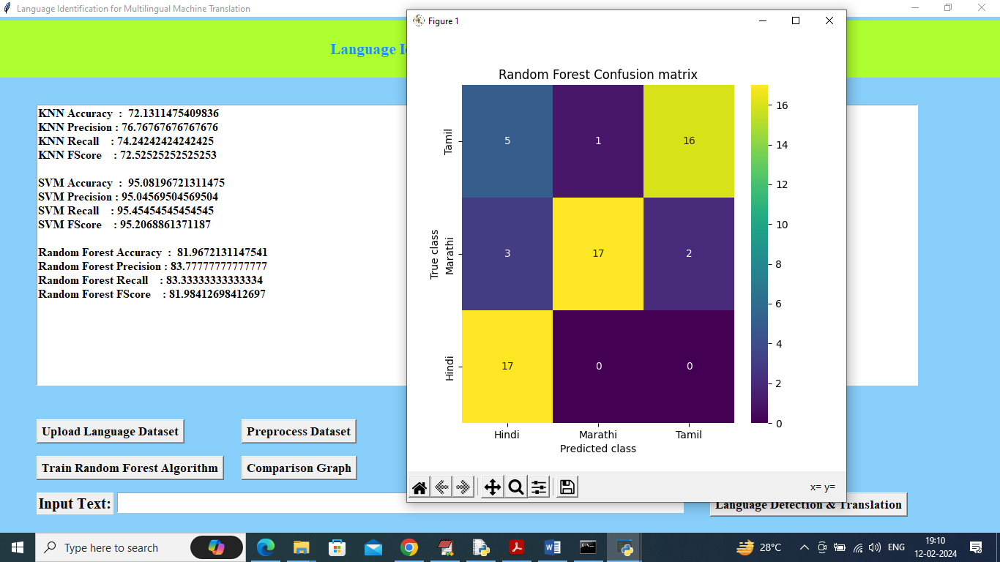 Language Identification for Multilingual Machine Translation
Language Id
KNN Accuracy : 72.1311475409836
KNN Precision : 76.76767676767676
KNN Recall : 74.24242424242425
KNN FScore : 72.52525252525253
SVM Accuracy : 95.08196721311475
SVM Precision : 95.04569504569504
SVM Recall : 95.45454545454545
SVM FScore : 95.2068861371187
Random Forest Accuracy : 81.9672131147541
Random Forest Precision : 83.77777777777777
Random Forest Recall : 83.33333333333334
Random Forest FScore : 81.98412698412697
Figure 1
Random Forest Confusion matrix
Tamil
5 1 16
True class
Marathi
3 17 2
Hindi
17 0 0
Hindi Marathi Tamil
Predicted class
16
14
12
10
8
6
4
2
0
x= y=
Upload Language Dataset
Preprocess Dataset
Train Random Forest Algorithm
Comparison Graph
Input Text:
Language Detection & Translation
Type here to search
28°C
ENG
19:10
12-02-2024